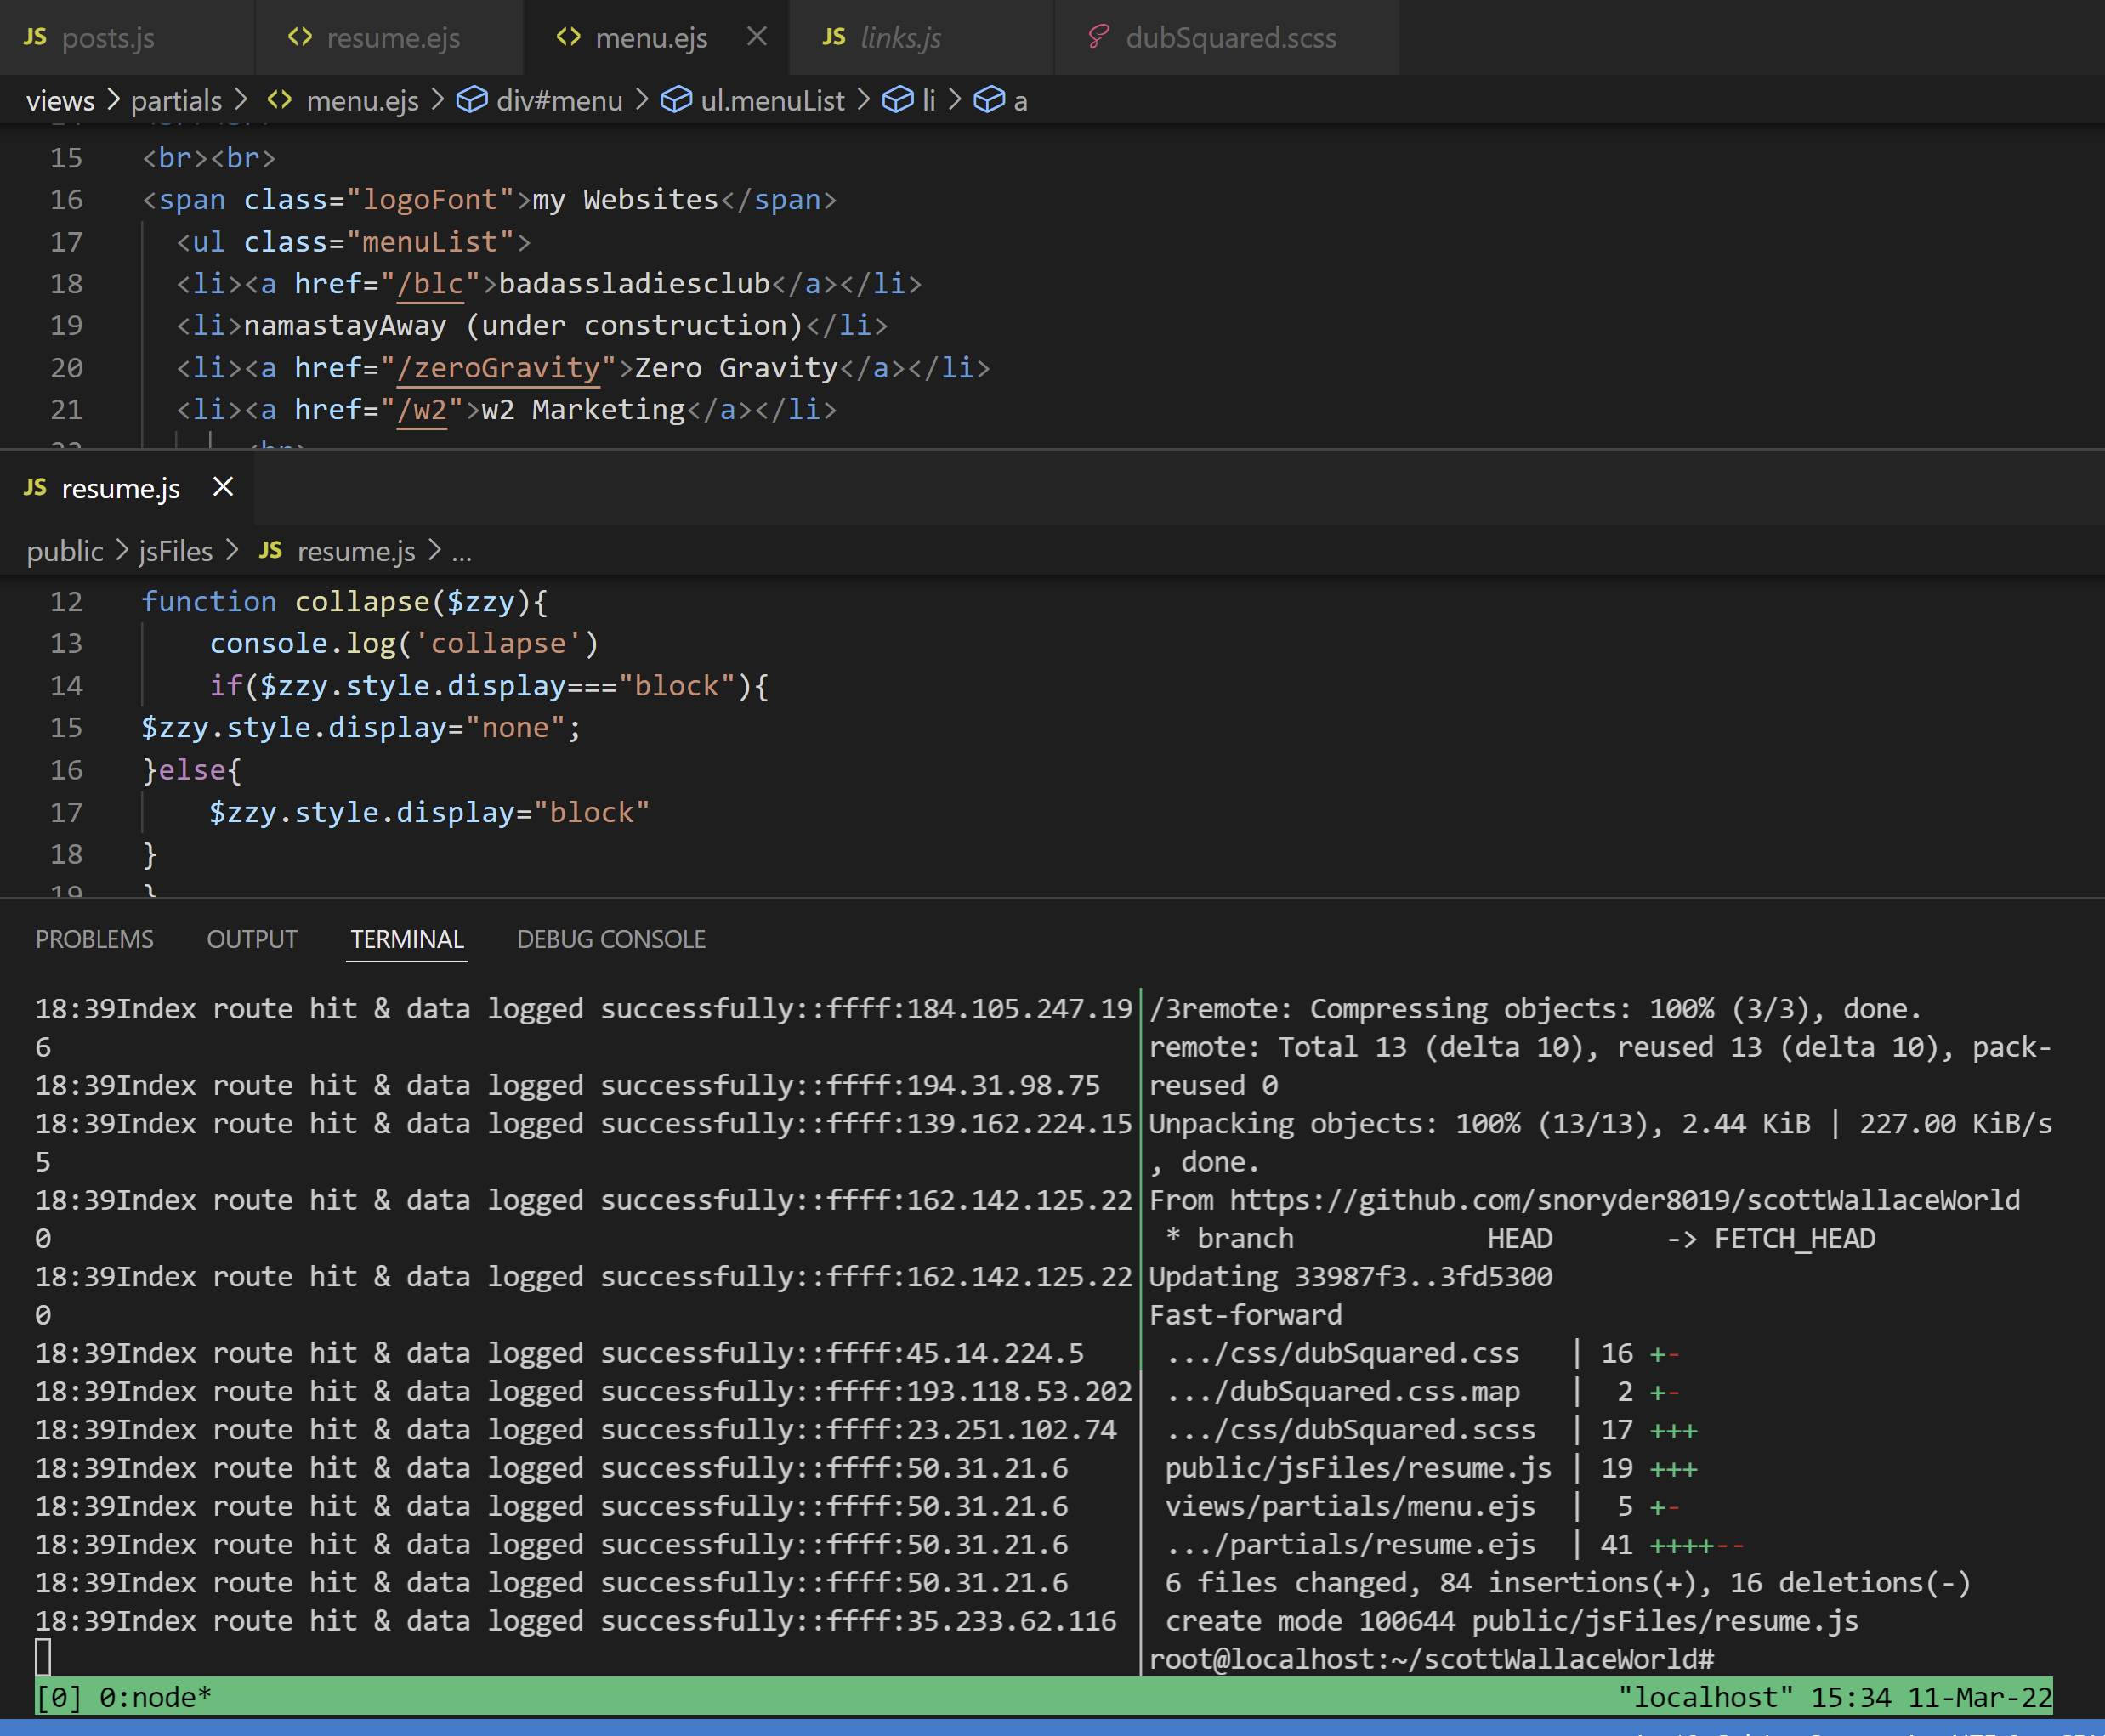 JS posts.js <> resume.ejs <> menu.ejs × JS links.js dubSquared.scss
views > partials > <> menu.ejs > div#menu > ul.menuList > li > a
15 <br><br>
16 <span class="logoFont">my Websites</span>
17 <ul class="menuList">
18 <li><a href="/blc">badassladiesclub</a></li>
19 <li>namastayAway (under construction)</li>
20 <li><a href="/zeroGravity">Zero Gravity</a></li>
21 <li><a href="/w2">w2 Marketing</a></li>
JS resume.js ×
public > jsFiles > JS resume.js > ...
12 function collapse($zzy){
13 console.log('collapse')
14 if($zzy.style.display==="block"){
15 $zzy.style.display="none";
16 }else{
17 $zzy.style.display="block"
18 }
19 }
PROBLEMS OUTPUT TERMINAL DEBUG CONSOLE
18:39Index route hit & data logged successfully::ffff:184.105.247.19
6
18:39Index route hit & data logged successfully::ffff:194.31.98.75
18:39Index route hit & data logged successfully::ffff:139.162.224.15
5
18:39Index route hit & data logged successfully::ffff:162.142.125.22
0
18:39Index route hit & data logged successfully::ffff:162.142.125.22
0
18:39Index route hit & data logged successfully::ffff:45.14.224.5
18:39Index route hit & data logged successfully::ffff:193.118.53.202
18:39Index route hit & data logged successfully::ffff:23.251.102.74
18:39Index route hit & data logged successfully::ffff:50.31.21.6
18:39Index route hit & data logged successfully::ffff:50.31.21.6
18:39Index route hit & data logged successfully::ffff:50.31.21.6
18:39Index route hit & data logged successfully::ffff:50.31.21.6
18:39Index route hit & data logged successfully::ffff:35.233.62.116
/3remote: Compressing objects: 100% (3/3), done.
remote: Total 13 (delta 10), reused 13 (delta 10), pack-
reused 0
Unpacking objects: 100% (13/13), 2.44 KiB | 227.00 KiB/s
, done.
From https://github.com/snoryder8019/scottWallaceWorld
* branch HEAD -> FETCH_HEAD
Updating 33987f3..3fd5300
Fast-forward
.../css/dubSquared.css | 16 +-
.../dubSquared.css.map | 2 +-
.../css/dubSquared.scss | 17 +++
public/jsFiles/resume.js | 19 +++
views/partials/menu.ejs | 5 +-
.../partials/resume.ejs | 41 ++++--
6 files changed, 84 insertions(+), 16 deletions(-)
create mode 100644 public/jsFiles/resume.js
root@localhost:~/scottWallaceWorld#
[0] 0:node* "localhost" 15:34 11-Mar-22